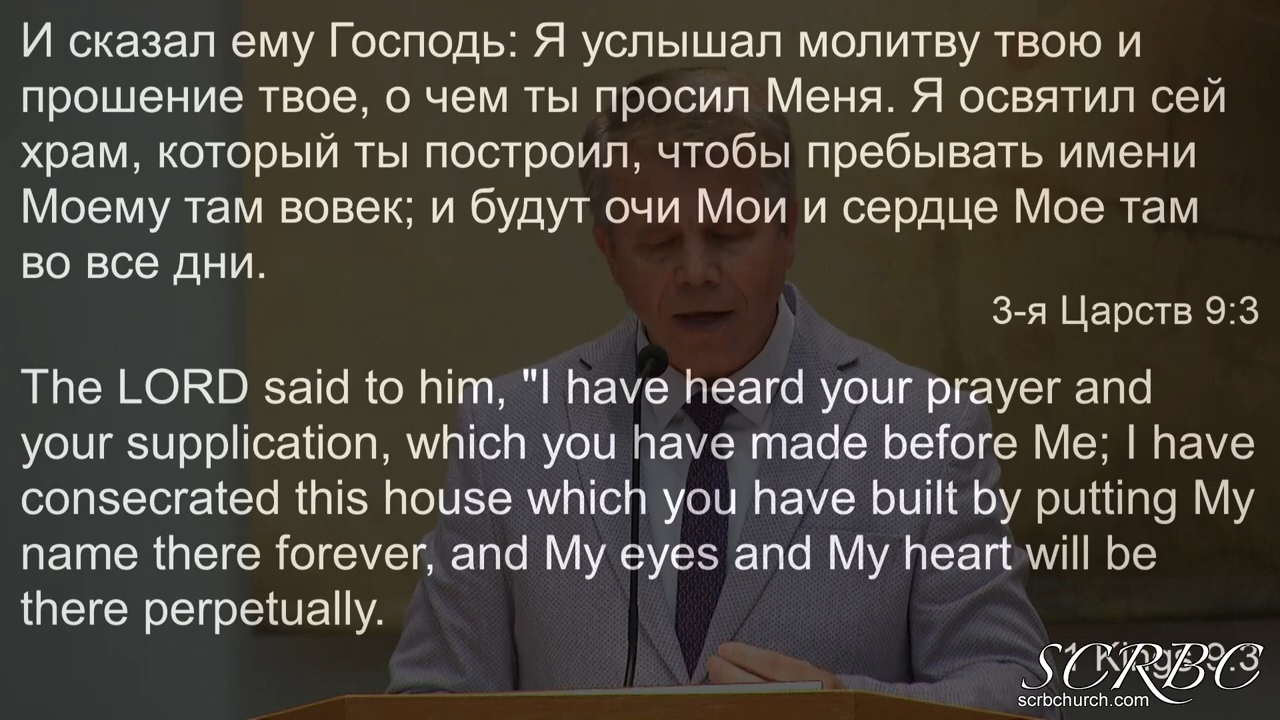 И сказал ему Господь: Я услышал молитву твою и
прошение твое, о чем ты просил Меня. Я освятил сей
храм, который ты построил, чтобы пребывать имени
Моему там вовек; и будут очи Мои и сердце Мое там
во все дни.
3-я Царств 9:3
The LORD said to him, "I have heard your prayer and
your supplication, which you have made before Me; I have
consecrated this house which you have built by putting My
name there forever, and My eyes and My heart will be
there perpetually.
1 Kings 9:3
SCRBC
scrbchurch.com